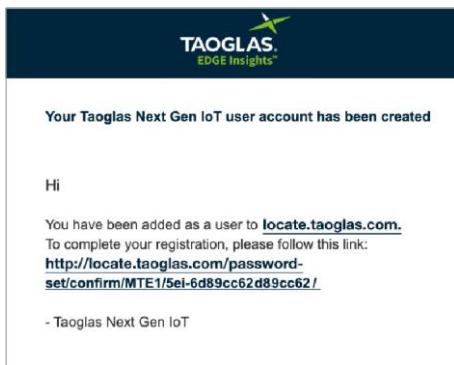 TAOGLAS.
EDGE Insights™
Your Taoglas Next Gen IoT user account has been created
Hi
You have been added as a user to locate.taoglas.com.
To complete your registration, please follow this link:
http://locate.taoglas.com/password-
set/confirm/MTE1/5ei-6d89cc62d89cc62/
- Taoglas Next Gen IoT